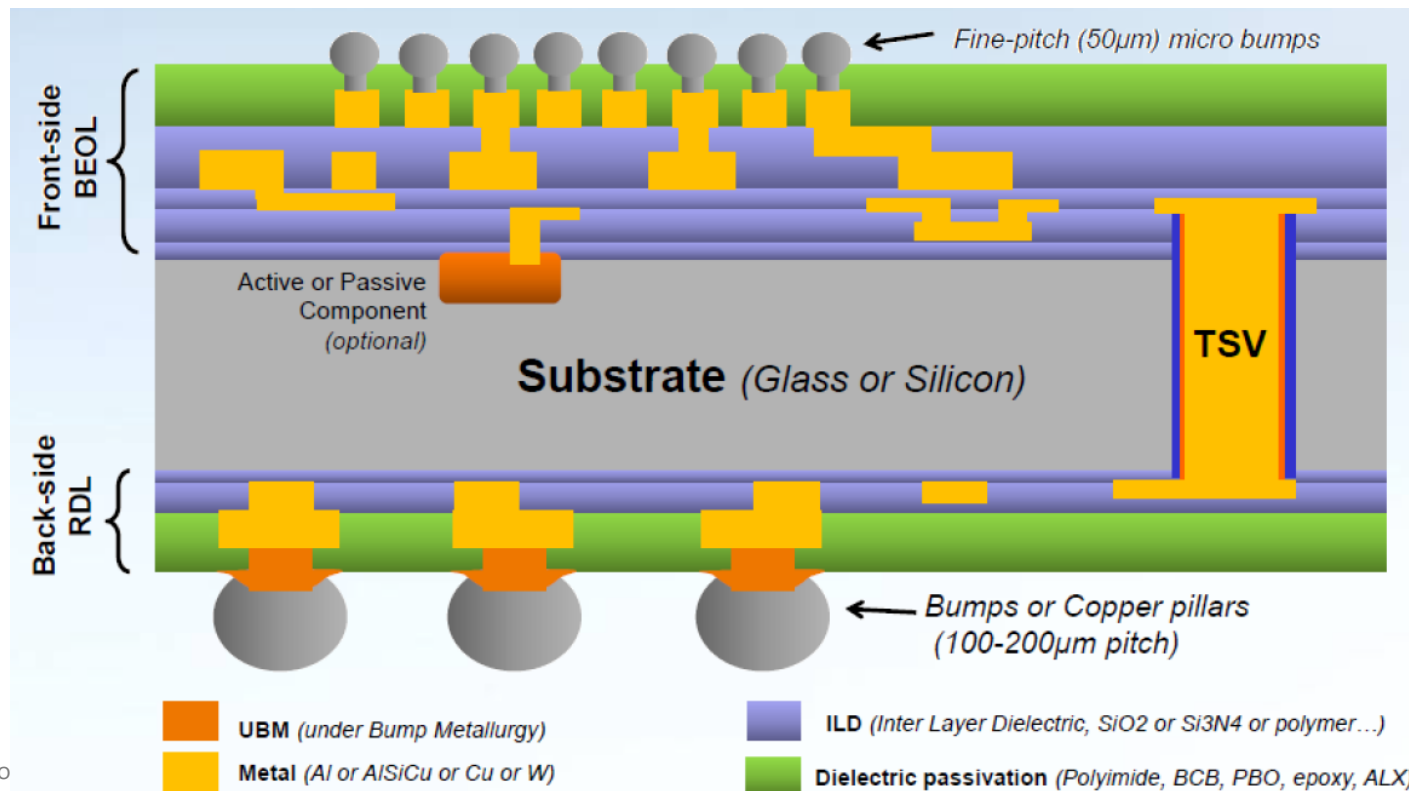 Fine-pitch (50µm) micro bumps
Front-side
BEOL
Active or Passive
Component
(optional)
TSV
Substrate (Glass or Silicon)
Back-side
RDL
Bumps or Copper pillars
(100-200µm pitch)
UBM (under Bump Metallurgy)
ILD (Inter Layer Dielectric, SiO2 or Si3N4 or polymer…)
Metal (Al or AlSiCu or Cu or W)
Dielectric passivation (Polyimide, BCB, PBO, epoxy, ALX)